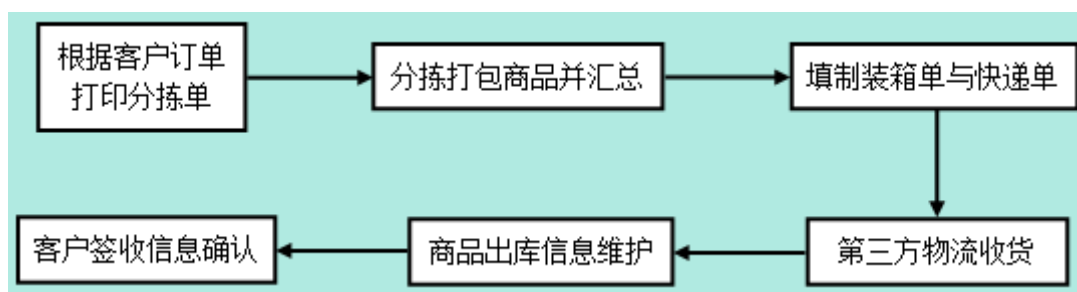 根据客户订单
打印分拣单
分拣打包商品并汇总
填制装箱单与快递单
第三方物流收货
商品出库信息维护
客户签收信息确认